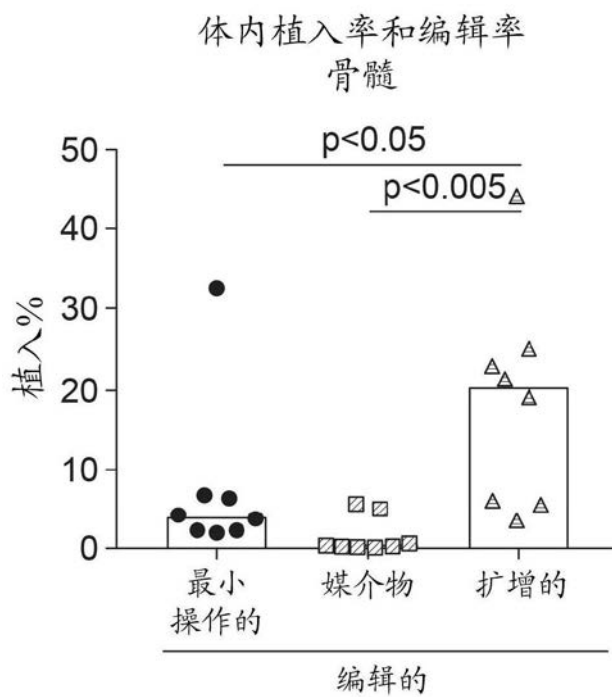 体内植入率和编辑率
骨髓
50
p<0.05
p<0.005
40
30
20
10
0
植入%
最小
操作的
媒介物
扩增的
编辑的